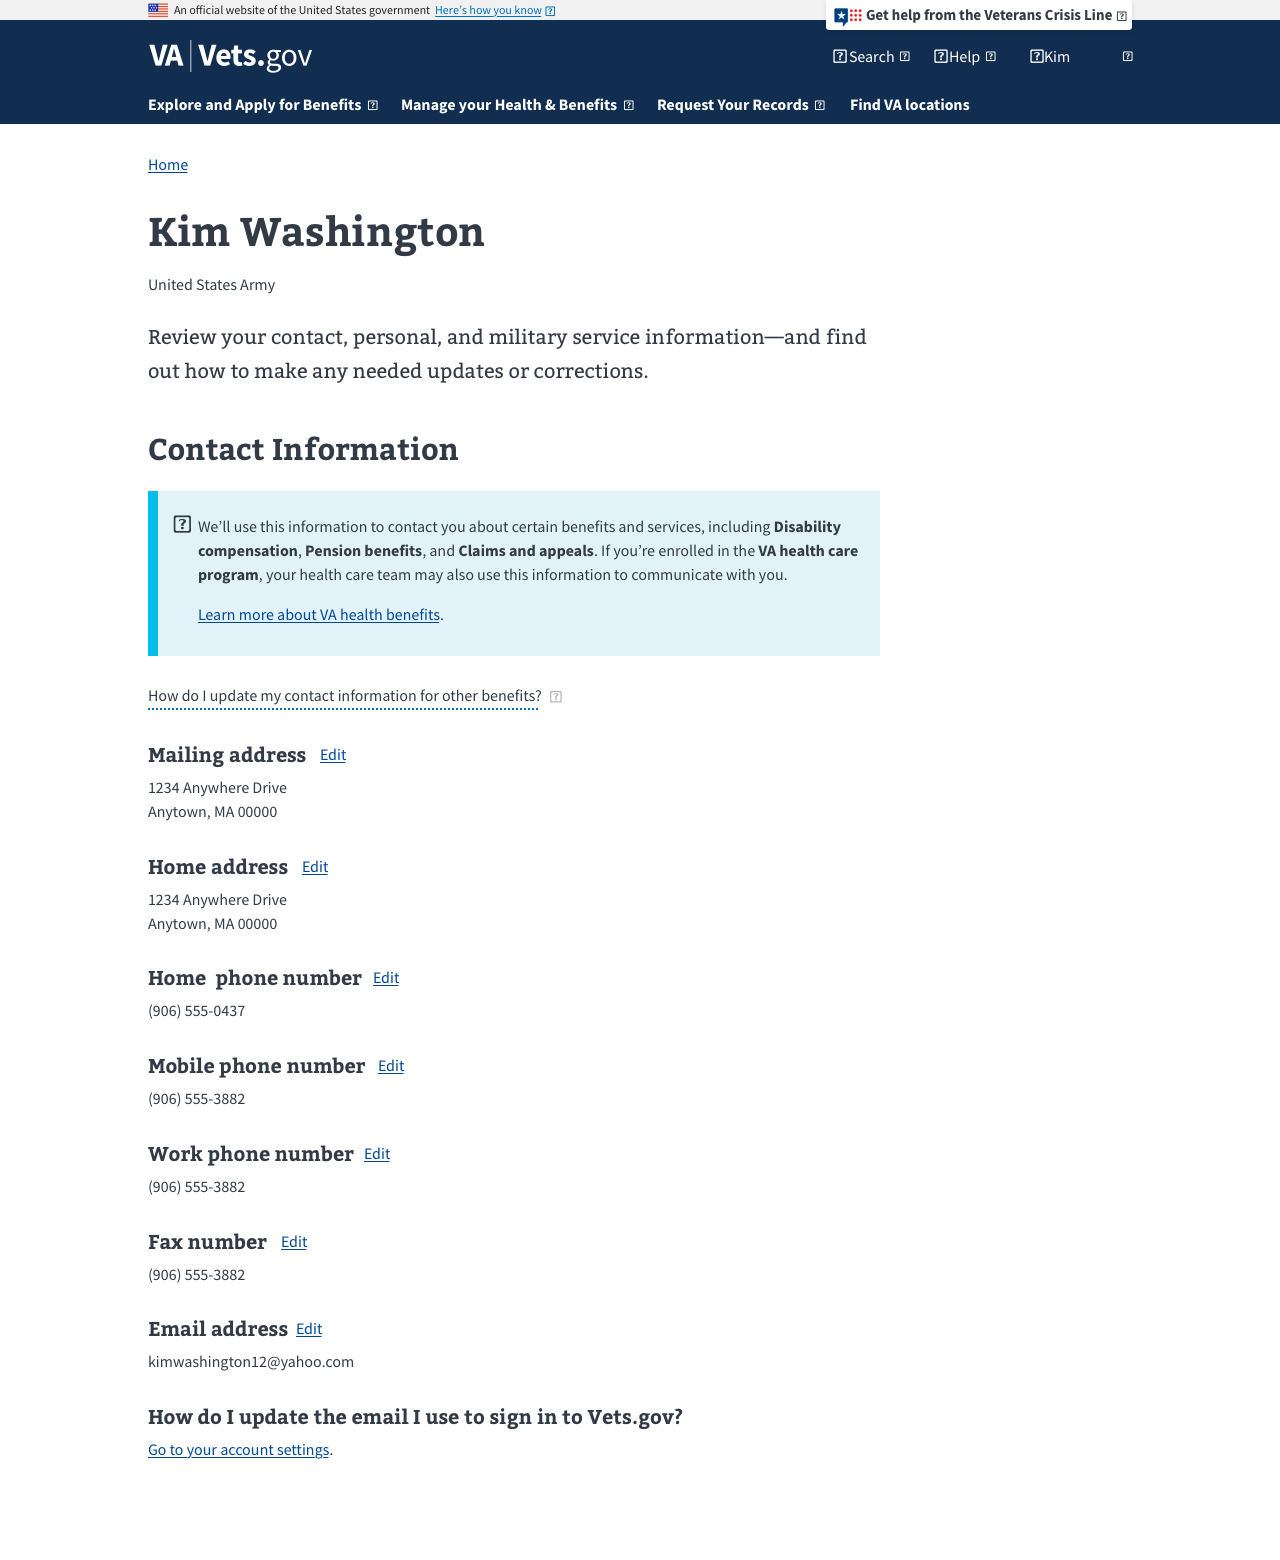 An official website of the United States government Here's how you know
Get help from the Veterans Crisis Line
VA | Vets.gov
Search Help Kim
Explore and Apply for Benefits Manage your Health & Benefits Request Your Records Find VA locations
Home
Kim Washington
United States Army
Review your contact, personal, and military service information—and find
out how to make any needed updates or corrections.
Contact Information
We’ll use this information to contact you about certain benefits and services, including Disability
compensation, Pension benefits, and Claims and appeals. If you’re enrolled in the VA health care
program, your health care team may also use this information to communicate with you.
Learn more about VA health benefits.
How do I update my contact information for other benefits?
Mailing address Edit
1234 Anywhere Drive
Anytown, MA 00000
Home address Edit
1234 Anywhere Drive
Anytown, MA 00000
Home phone number Edit
(906) 555-0437
Mobile phone number Edit
(906) 555-3882
Work phone number Edit
(906) 555-3882
Fax number Edit
(906) 555-3882
Email address Edit
kimwashington12@yahoo.com
How do I update the email I use to sign in to Vets.gov?
Go to your account settings.